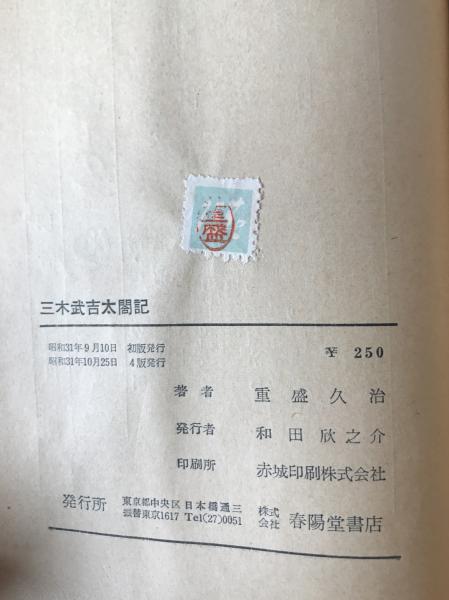 重盛
三木武吉太閤記
昭和31年9月10日 初版発行
昭和31年10月25日 4版発行
¥ 250
著者 重盛久治
発行者 和田欣之介
印刷所 赤城印刷株式会社
発行所 東京都中央区日本橋通三 株式会社 春陽堂書店
振替東京1617 Tel(27)0051